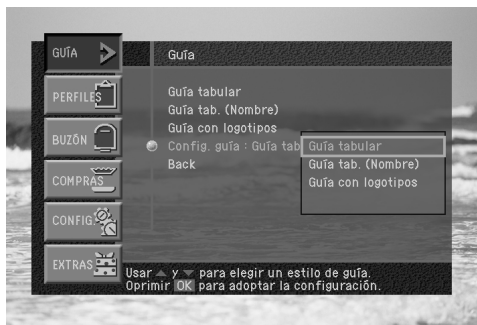 GUÍA
Guía
PERFILES
Guía tabular
Guía tab. (Nombre)
Guía con logotipos
BUZÓN
Config. guía : Guía tab
Guía tabular
Back
Guía tab. (Nombre)
COMPRAS
Guía con logotipos
CONFIG.
EXTRAS
Usar ▲ y ▼ para elegir un estilo de guía.
Oprimir OK para adoptar la configuración.